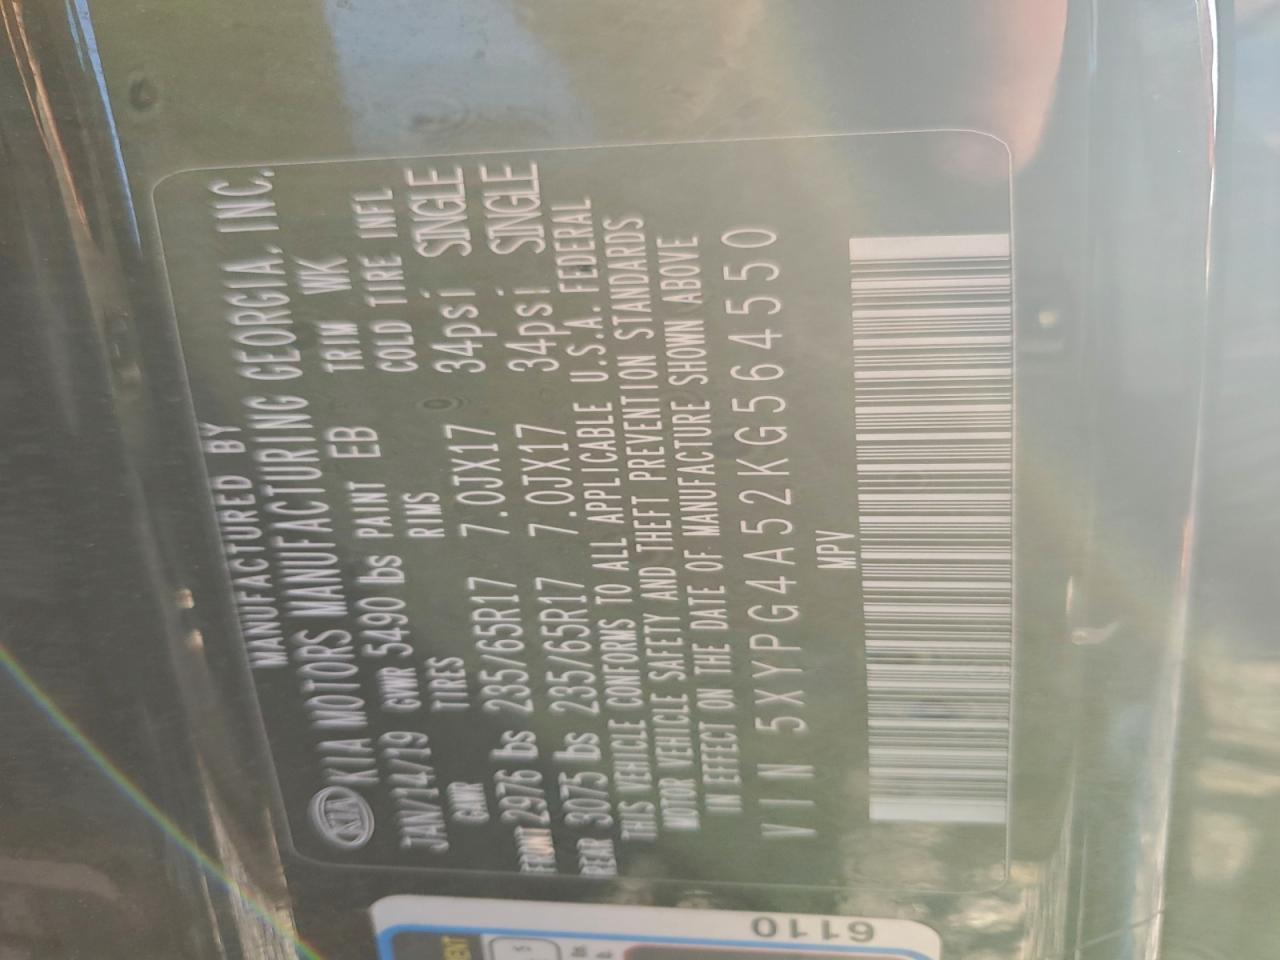 MANUFACTURED BY
KIA KIA MOTORS MANUFACTURING GEORGIA, INC.
JAN/14/19 GVWR 5490 lbs PAINT EB TRIM WK
GAWR TIRES RIMS COLD TIRE INFL
FRONT 2976 lbs 235/65R17 7.0JX17 34psi SINGLE
REAR 3075 lbs 235/65R17 7.0JX17 34psi SINGLE
THIS VEHICLE CONFORMS TO ALL APPLICABLE U.S.A. FEDERAL
MOTOR VEHICLE SAFETY AND THEFT PREVENTION STANDARDS
IN EFFECT ON THE DATE OF MANUFACTURE SHOWN ABOVE
VIN 5XYPG4A52KG564550
MPV
6110